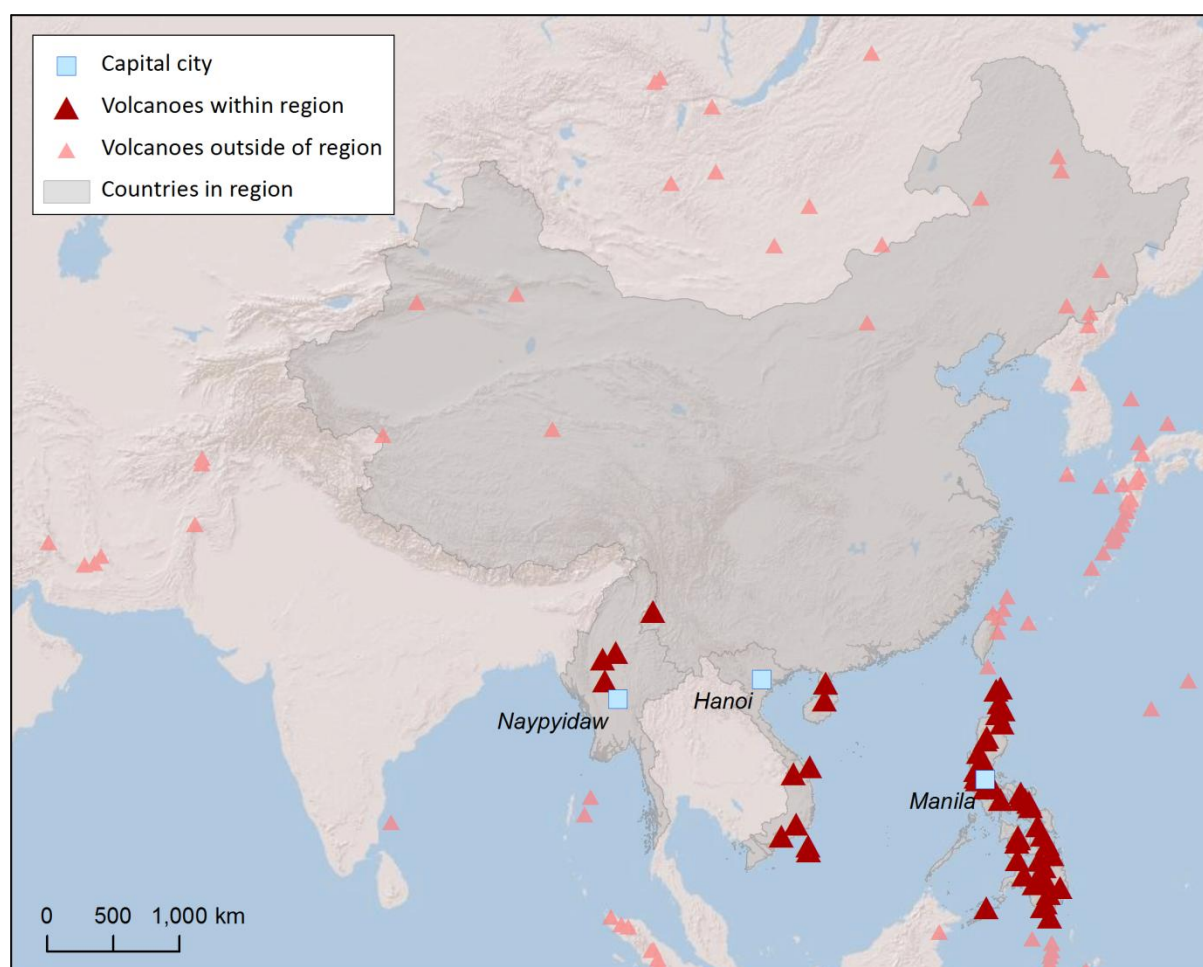 Capital city
Volcanoes within region
Volcanoes outside of region
Countries in region
Naypyidaw
Hanoi
Manila
0 500 1,000 km